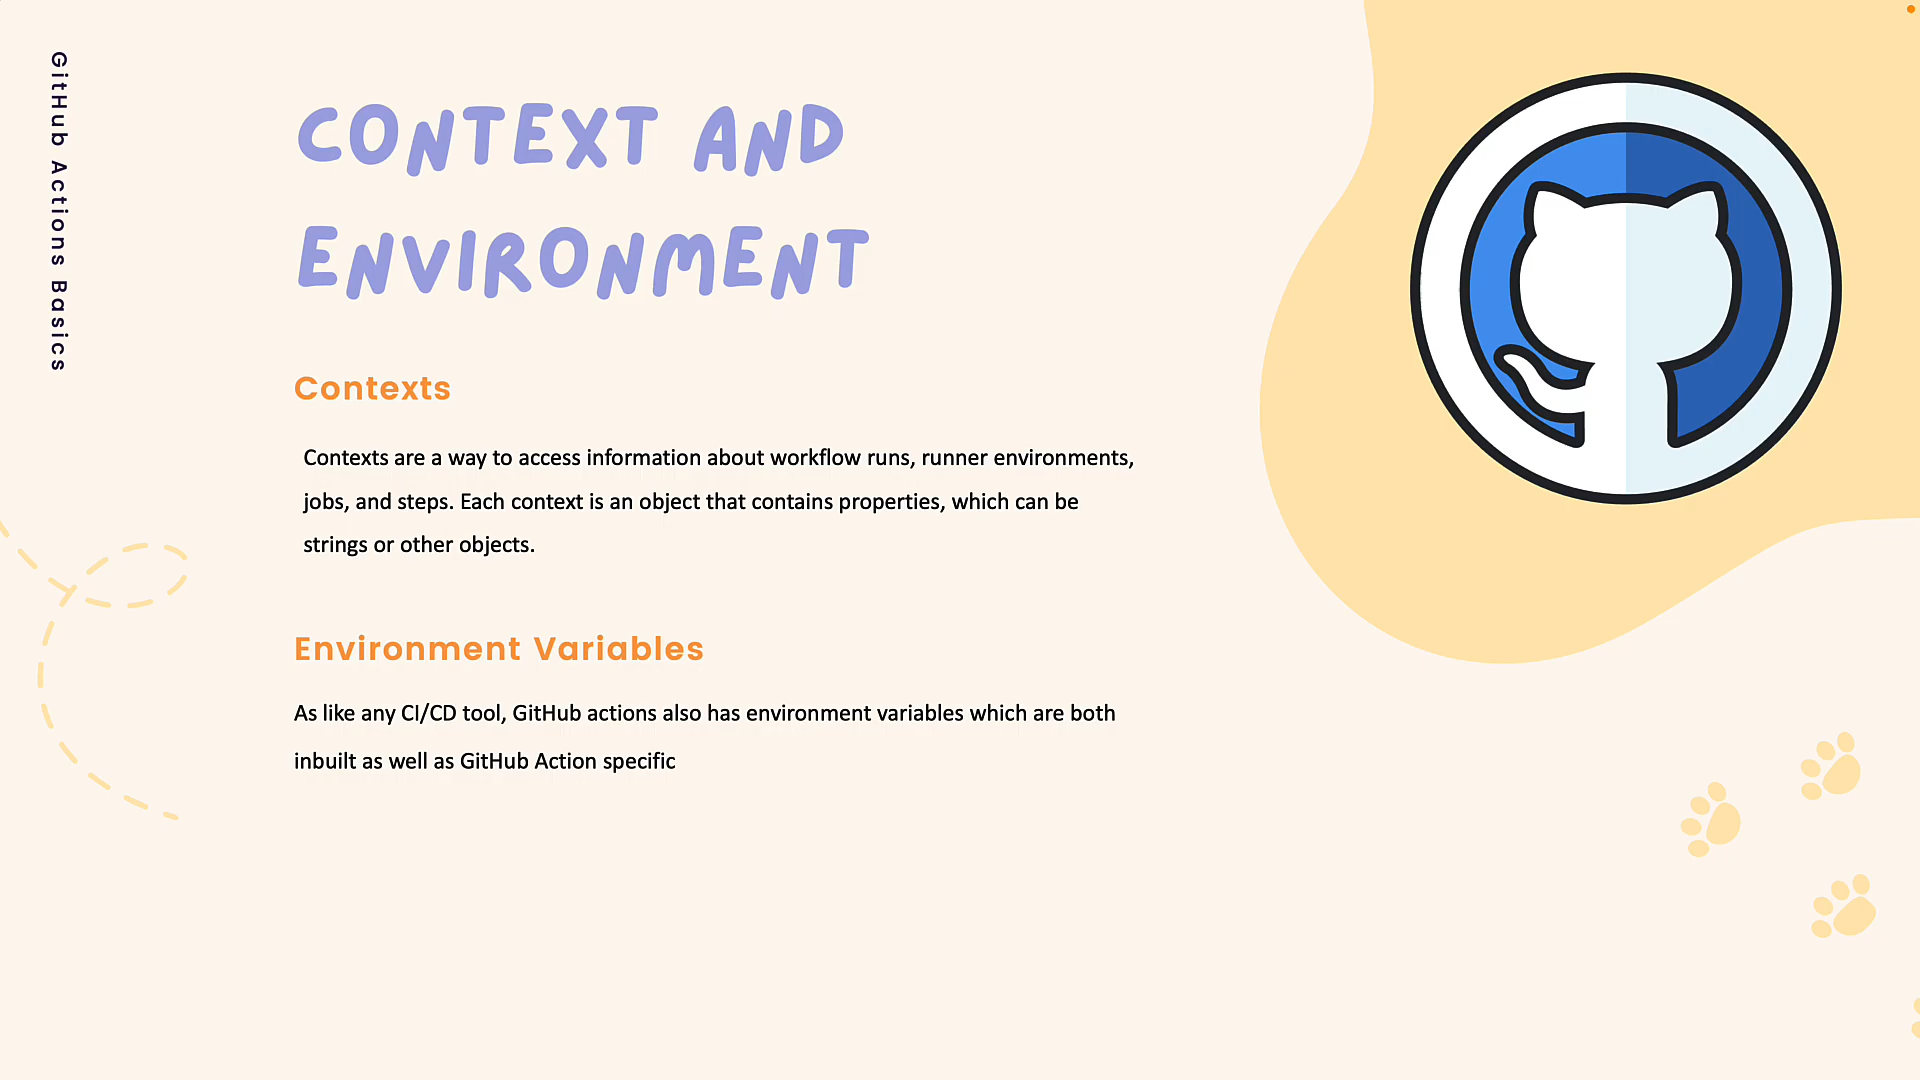 GitHub Actions Basics
CONTEXT AND
ENVIRONMENT
Contexts
Contexts are a way to access information about workflow runs, runner environments,
jobs, and steps. Each context is an object that contains properties, which can be
strings or other objects.
Environment Variables
As like any CI/CD tool, GitHub actions also has environment variables which are both
inbuilt as well as GitHub Action specific